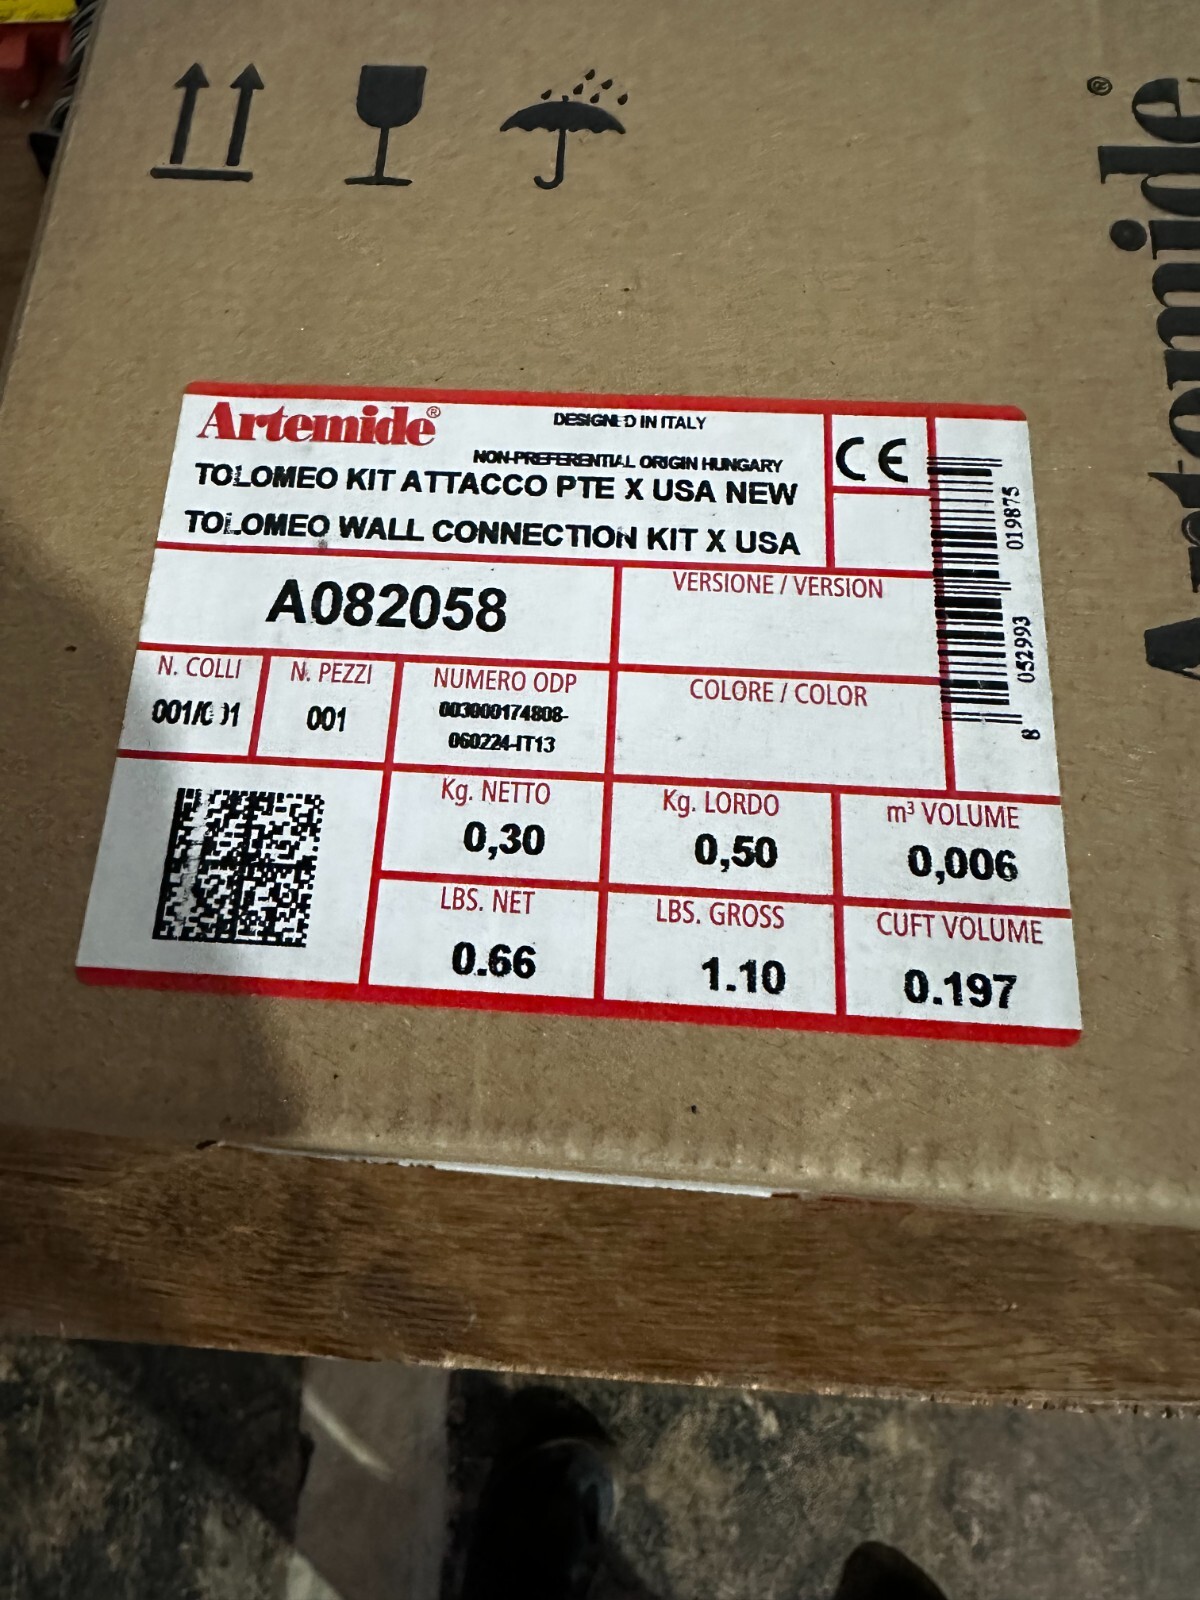 Artemide®
Artemide®
DESIGNED IN ITALY
NON-PREFERENTIAL ORIGIN HUNGARY
TOLOMEO KIT ATTACCO PTE X USA NEW
TOLOMEO WALL CONNECTION KIT X USA
CE
A082058
VERSIONE / VERSION
N. COLLI
001/001
N. PEZZI
001
NUMERO ODP
003000174808-
060224-IT13
COLORE / COLOR
8 052993 019875
Kg. NETTO
0,30
Kg. LORDO
0,50
m³ VOLUME
0,006
LBS. NET
0.66
LBS. GROSS
1.10
CUFT VOLUME
0.197